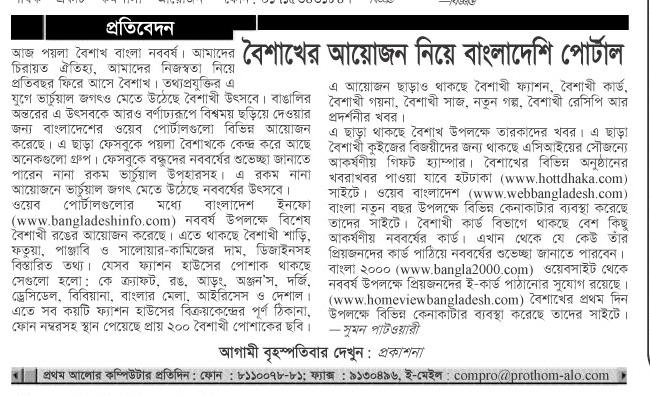 প্রতিবেদন
বৈশাখের আয়োজন নিয়ে বাংলাদেশি পোর্টাল
আজ পয়লা বৈশাখ বাংলা নববর্ষ। আমাদের
চিরায়ত ঐতিহ্য, আমাদের নিজস্বতা নিয়ে
প্রতিবছর ফিরে আসে বৈশাখ। তথ্যপ্রযুক্তির এ
যুগে ভার্চুয়াল জগৎও মেতে উঠেছে বৈশাখী উৎসবে। বাঙালির
অন্তরের এ উৎসবকে আরও বর্ণাঢ্যরূপে বিশ্বময় ছড়িয়ে দেওয়ার
জন্য বাংলাদেশের ওয়েব পোর্টালগুলো বিভিন্ন আয়োজন
করেছে। এ ছাড়া ফেসবুকে পয়লা বৈশাখকে কেন্দ্র করে আছে
অনেকগুলো গ্রুপ। ফেসবুকে বন্ধুদের নববর্ষের শুভেচ্ছা জানাতে
পারেন নানা রকম ভার্চুয়াল উপহারসহ। এ রকম নানা
আয়োজনে ভার্চুয়াল জগৎ মেতে উঠেছে নববর্ষের উৎসবে।
ওয়েব পোর্টালগুলোর মধ্যে বাংলাদেশ ইনফো
(www.bangladeshinfo.com) নববর্ষ উপলক্ষে বিশেষ
বৈশাখী রঙের আয়োজন করেছে। এতে থাকছে বৈশাখী শাড়ি,
ফতুয়া, পাঞ্জাবি ও সালোয়ার-কামিজের দাম, ডিজাইনসহ
বিস্তারিত তথ্য। যেসব ফ্যাশন হাউসের পোশাক থাকছে
সেগুলো হলো: কে ক্র্যাফট, রঙ, আড়ং, অঞ্জন'স, দর্জি,
ড্রেসিডেল, বিবিয়ানা, বাংলার মেলা, আইরিসেস ও দেশাল।
এতে সব কয়টি ফ্যাশন হাউসের বিক্রয়কেন্দ্রের পূর্ণ ঠিকানা,
ফোন নম্বরসহ স্থান পেয়েছে প্রায় ২০০ বৈশাখী পোশাকের ছবি।
এ আয়োজন ছাড়াও থাকছে বৈশাখী ফ্যাশন, বৈশাখী কার্ড,
বৈশাখী গয়না, বৈশাখী সাজ, নতুন গল্প, বৈশাখী রেসিপি আর
প্রদর্শনীর খবর।
এ ছাড়া থাকছে বৈশাখ উপলক্ষে তারকাদের খবর। এ ছাড়া
বৈশাখী কুইজের বিজয়ীদের জন্য থাকছে এসিআইয়ের সৌজন্যে
আকর্ষণীয় গিফট হ্যাম্পার। বৈশাখের বিভিন্ন অনুষ্ঠানের
খবরাখবর পাওয়া যাবে হটঢাকা (www.hottdhaka.com)
সাইটে। ওয়েব বাংলাদেশ (www.webbangladesh.com)
বাংলা নতুন বছর উপলক্ষে বিভিন্ন কেনাকাটার ব্যবস্থা করেছে
তাদের সাইটে। বৈশাখী কার্ড বিভাগে থাকছে বেশ কিছু
আকর্ষণীয় নববর্ষের কার্ড। এখান থেকে যে কেউ তাঁর
প্রিয়জনদের কার্ড পাঠিয়ে নববর্ষের শুভেচ্ছা জানাতে পারবেন।
বাংলা ২০০০ (www.bangla2000.com) ওয়েবসাইট থেকে
নববর্ষ উপলক্ষে প্রিয়জনদের ই-কার্ড পাঠানোর সুযোগ রয়েছে।
(www.homeviewbangladesh.com) বৈশাখের প্রথম দিন
উপলক্ষে বিভিন্ন কেনাকাটার ব্যবস্থা করেছে তাদের সাইটে।
—সুমন পাটওয়ারী
আগামী বৃহস্পতিবার দেখুন : প্রকাশনা
প্রথম আলোর কম্পিউটার প্রতিদিন : ফোন : ৮১১০০৭৮-৮১; ফ্যাক্স : ৯১৩০৪৯৬, ই-মেইল : compro@prothom-alo.com